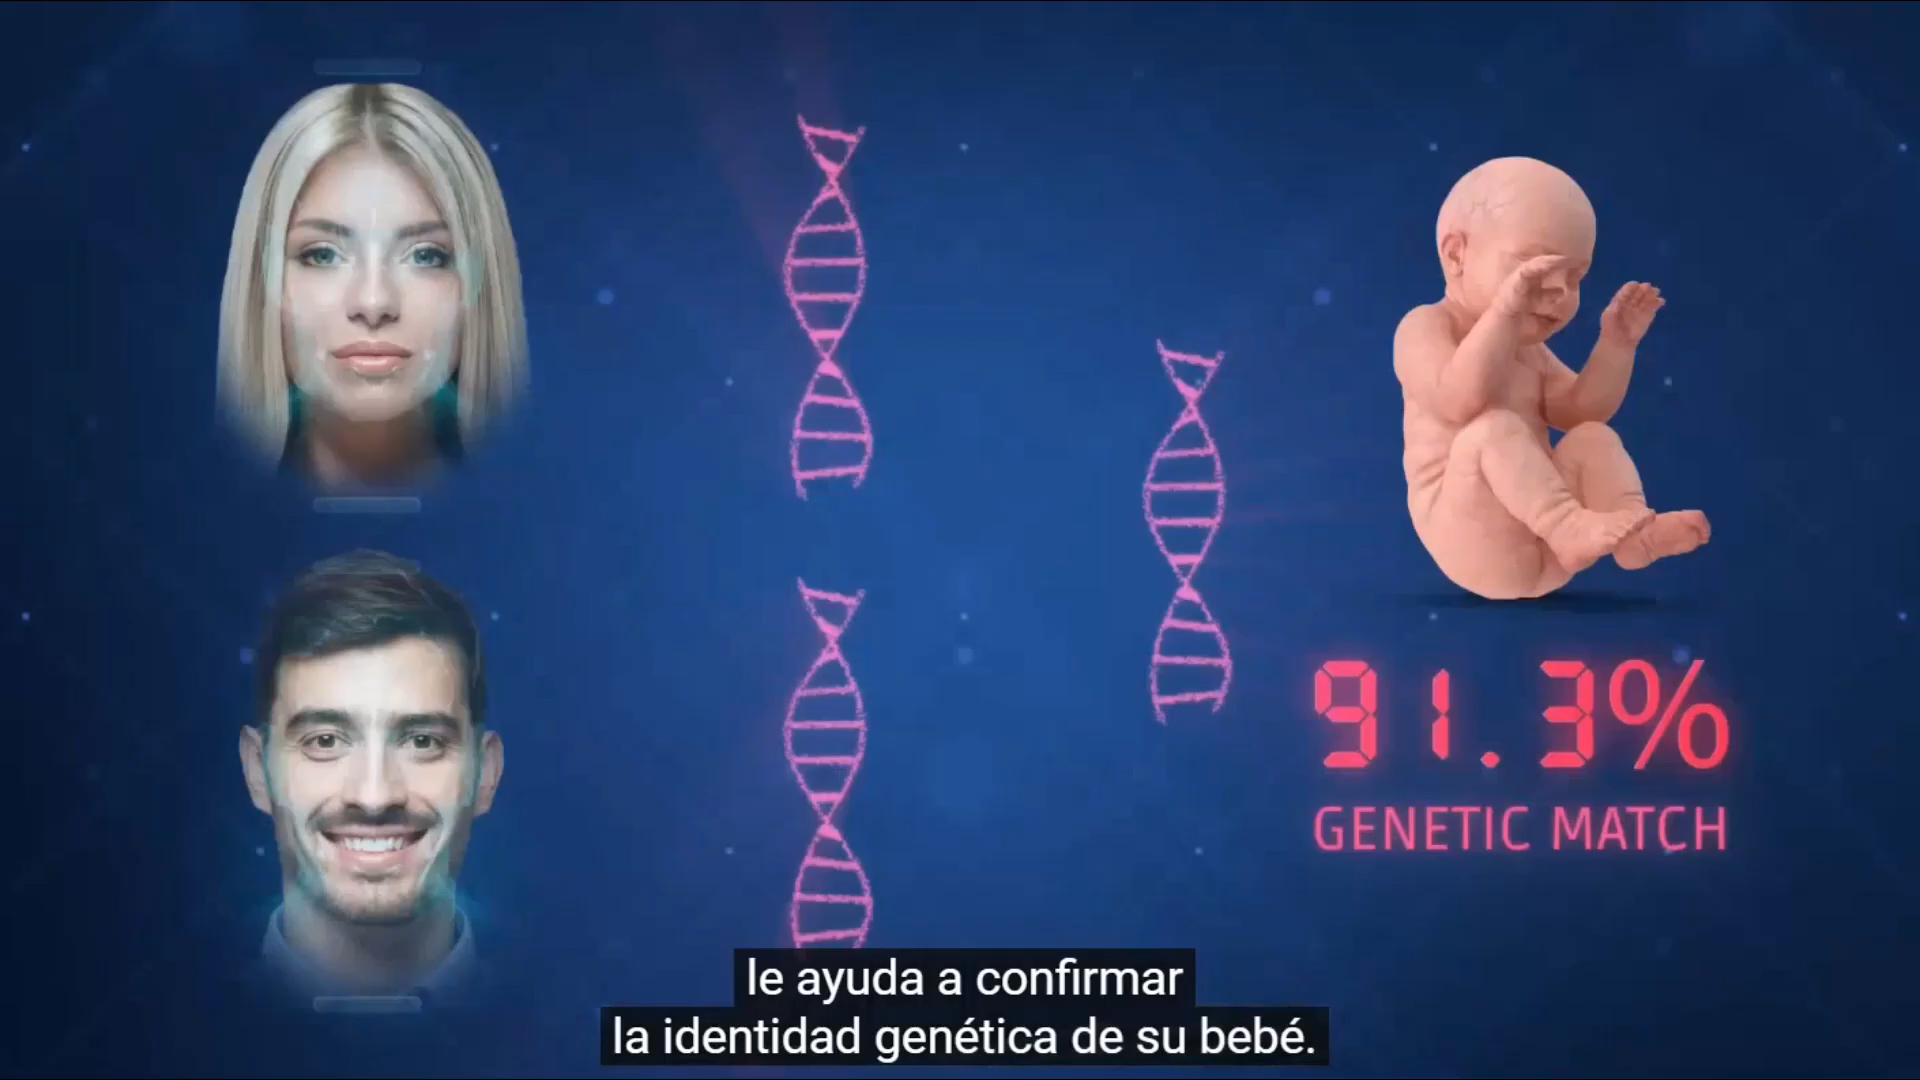 91.3%
GENETIC MATCH
le ayuda a confirmar
la identidad genética de su bebé.